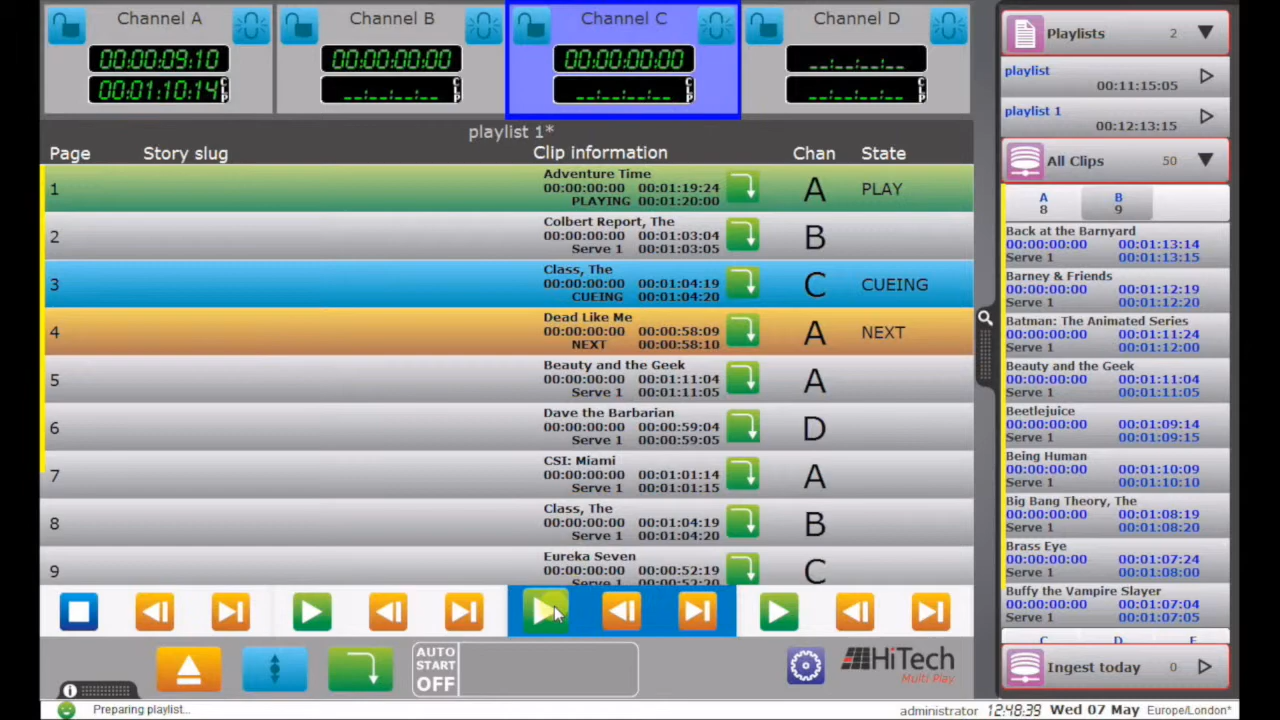 Channel A
00:00:09:10
00:01:10:14 CLP
Channel B
00:00:00:00
--:--:--:-- CLP
Channel C
00:00:00:00
--:--:--:-- CLP
Channel D
--:--:--:--
--:--:--:-- CLP
playlist 1*
Page Story slug Clip information Chan State
1 Adventure Time
00:00:00:00 00:01:19:24 A PLAY
PLAYING 00:01:20:00
2 Colbert Report, The
00:00:00:00 00:01:03:04 B
Serve 1 00:01:03:05
3 Class, The
00:00:00:00 00:01:04:19 C CUEING
CUEING 00:01:04:20
4 Dead Like Me
00:00:00:00 00:00:58:09 A NEXT
NEXT 00:00:58:10
5 Beauty and the Geek
00:00:00:00 00:01:11:04 A
Serve 1 00:01:11:05
6 Dave the Barbarian
00:00:00:00 00:00:59:04 D
Serve 1 00:00:59:05
7 CSI: Miami
00:00:00:00 00:01:01:14 A
Serve 1 00:01:01:15
8 Class, The
00:00:00:00 00:01:04:19 B
Serve 1 00:01:04:20
9 Eureka Seven
00:00:00:00 00:00:52:19 C
Serve 1 00:00:52:20
AUTO
START
OFF
HiTech
Multi Play
Preparing playlist...
administrator 12:48:39 Wed 07 May Europe/London*
Playlists 2
playlist
00:11:15:05
playlist 1
00:12:13:15
All Clips 50
A B
8 9
Back at the Barnyard
00:00:00:00 00:01:13:14
Serve 1 00:01:13:15
Barney & Friends
00:00:00:00 00:01:12:19
Serve 1 00:01:12:20
Batman: The Animated Series
00:00:00:00 00:01:11:24
Serve 1 00:01:12:00
Beauty and the Geek
00:00:00:00 00:01:11:04
Serve 1 00:01:11:05
Beetlejuice
00:00:00:00 00:01:09:14
Serve 1 00:01:09:15
Being Human
00:00:00:00 00:01:10:09
Serve 1 00:01:10:10
Big Bang Theory, The
00:00:00:00 00:01:08:19
Serve 1 00:01:08:20
Brass Eye
00:00:00:00 00:01:07:24
Serve 1 00:01:08:00
Buffy the Vampire Slayer
00:00:00:00 00:01:07:04
Serve 1 00:01:07:05
C D E
Ingest today 0